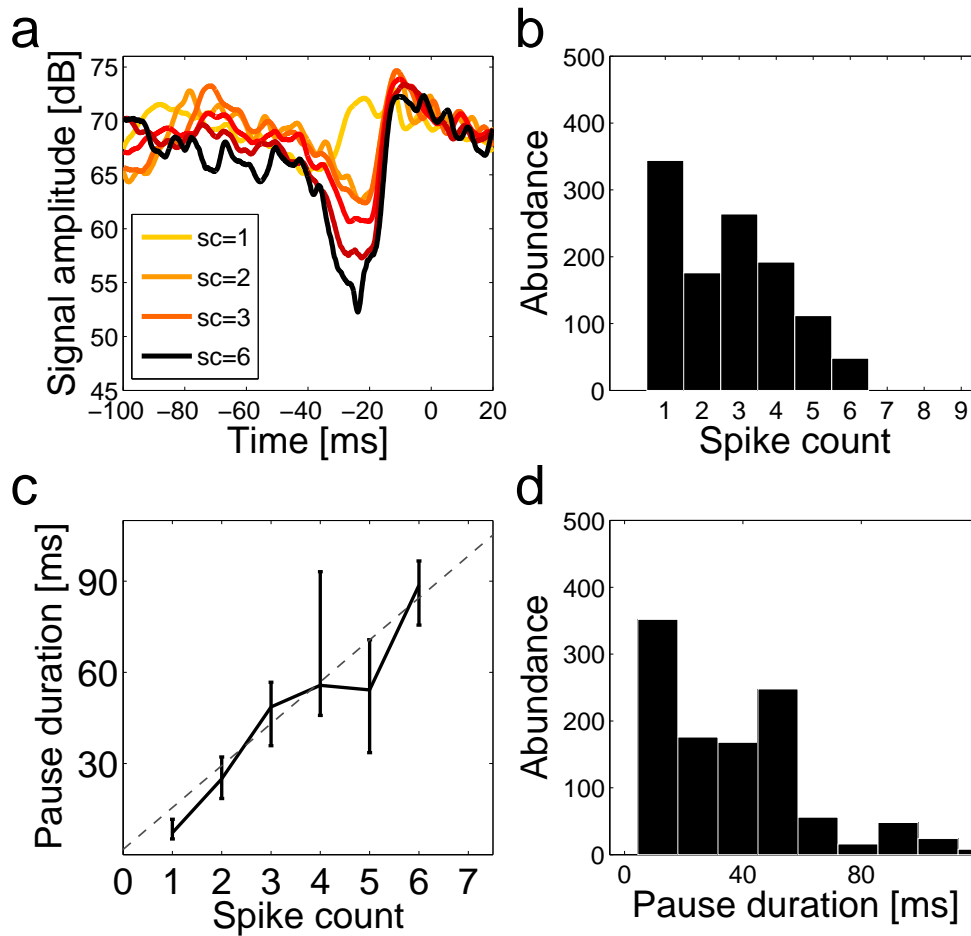 a
Signal amplitude [dB]
75
70
65
60
55
50
45
sc=1
sc=2
sc=3
sc=6
−100 −80 −60 −40 −20 0 20
Time [ms]
b
Abundance
500
400
300
200
100
0
1 2 3 4 5 6 7 8 9
Spike count
c
Pause duration [ms]
90
60
30
0 1 2 3 4 5 6 7
Spike count
d
Abundance
500
400
300
200
100
0
0 40 80
Pause duration [ms]